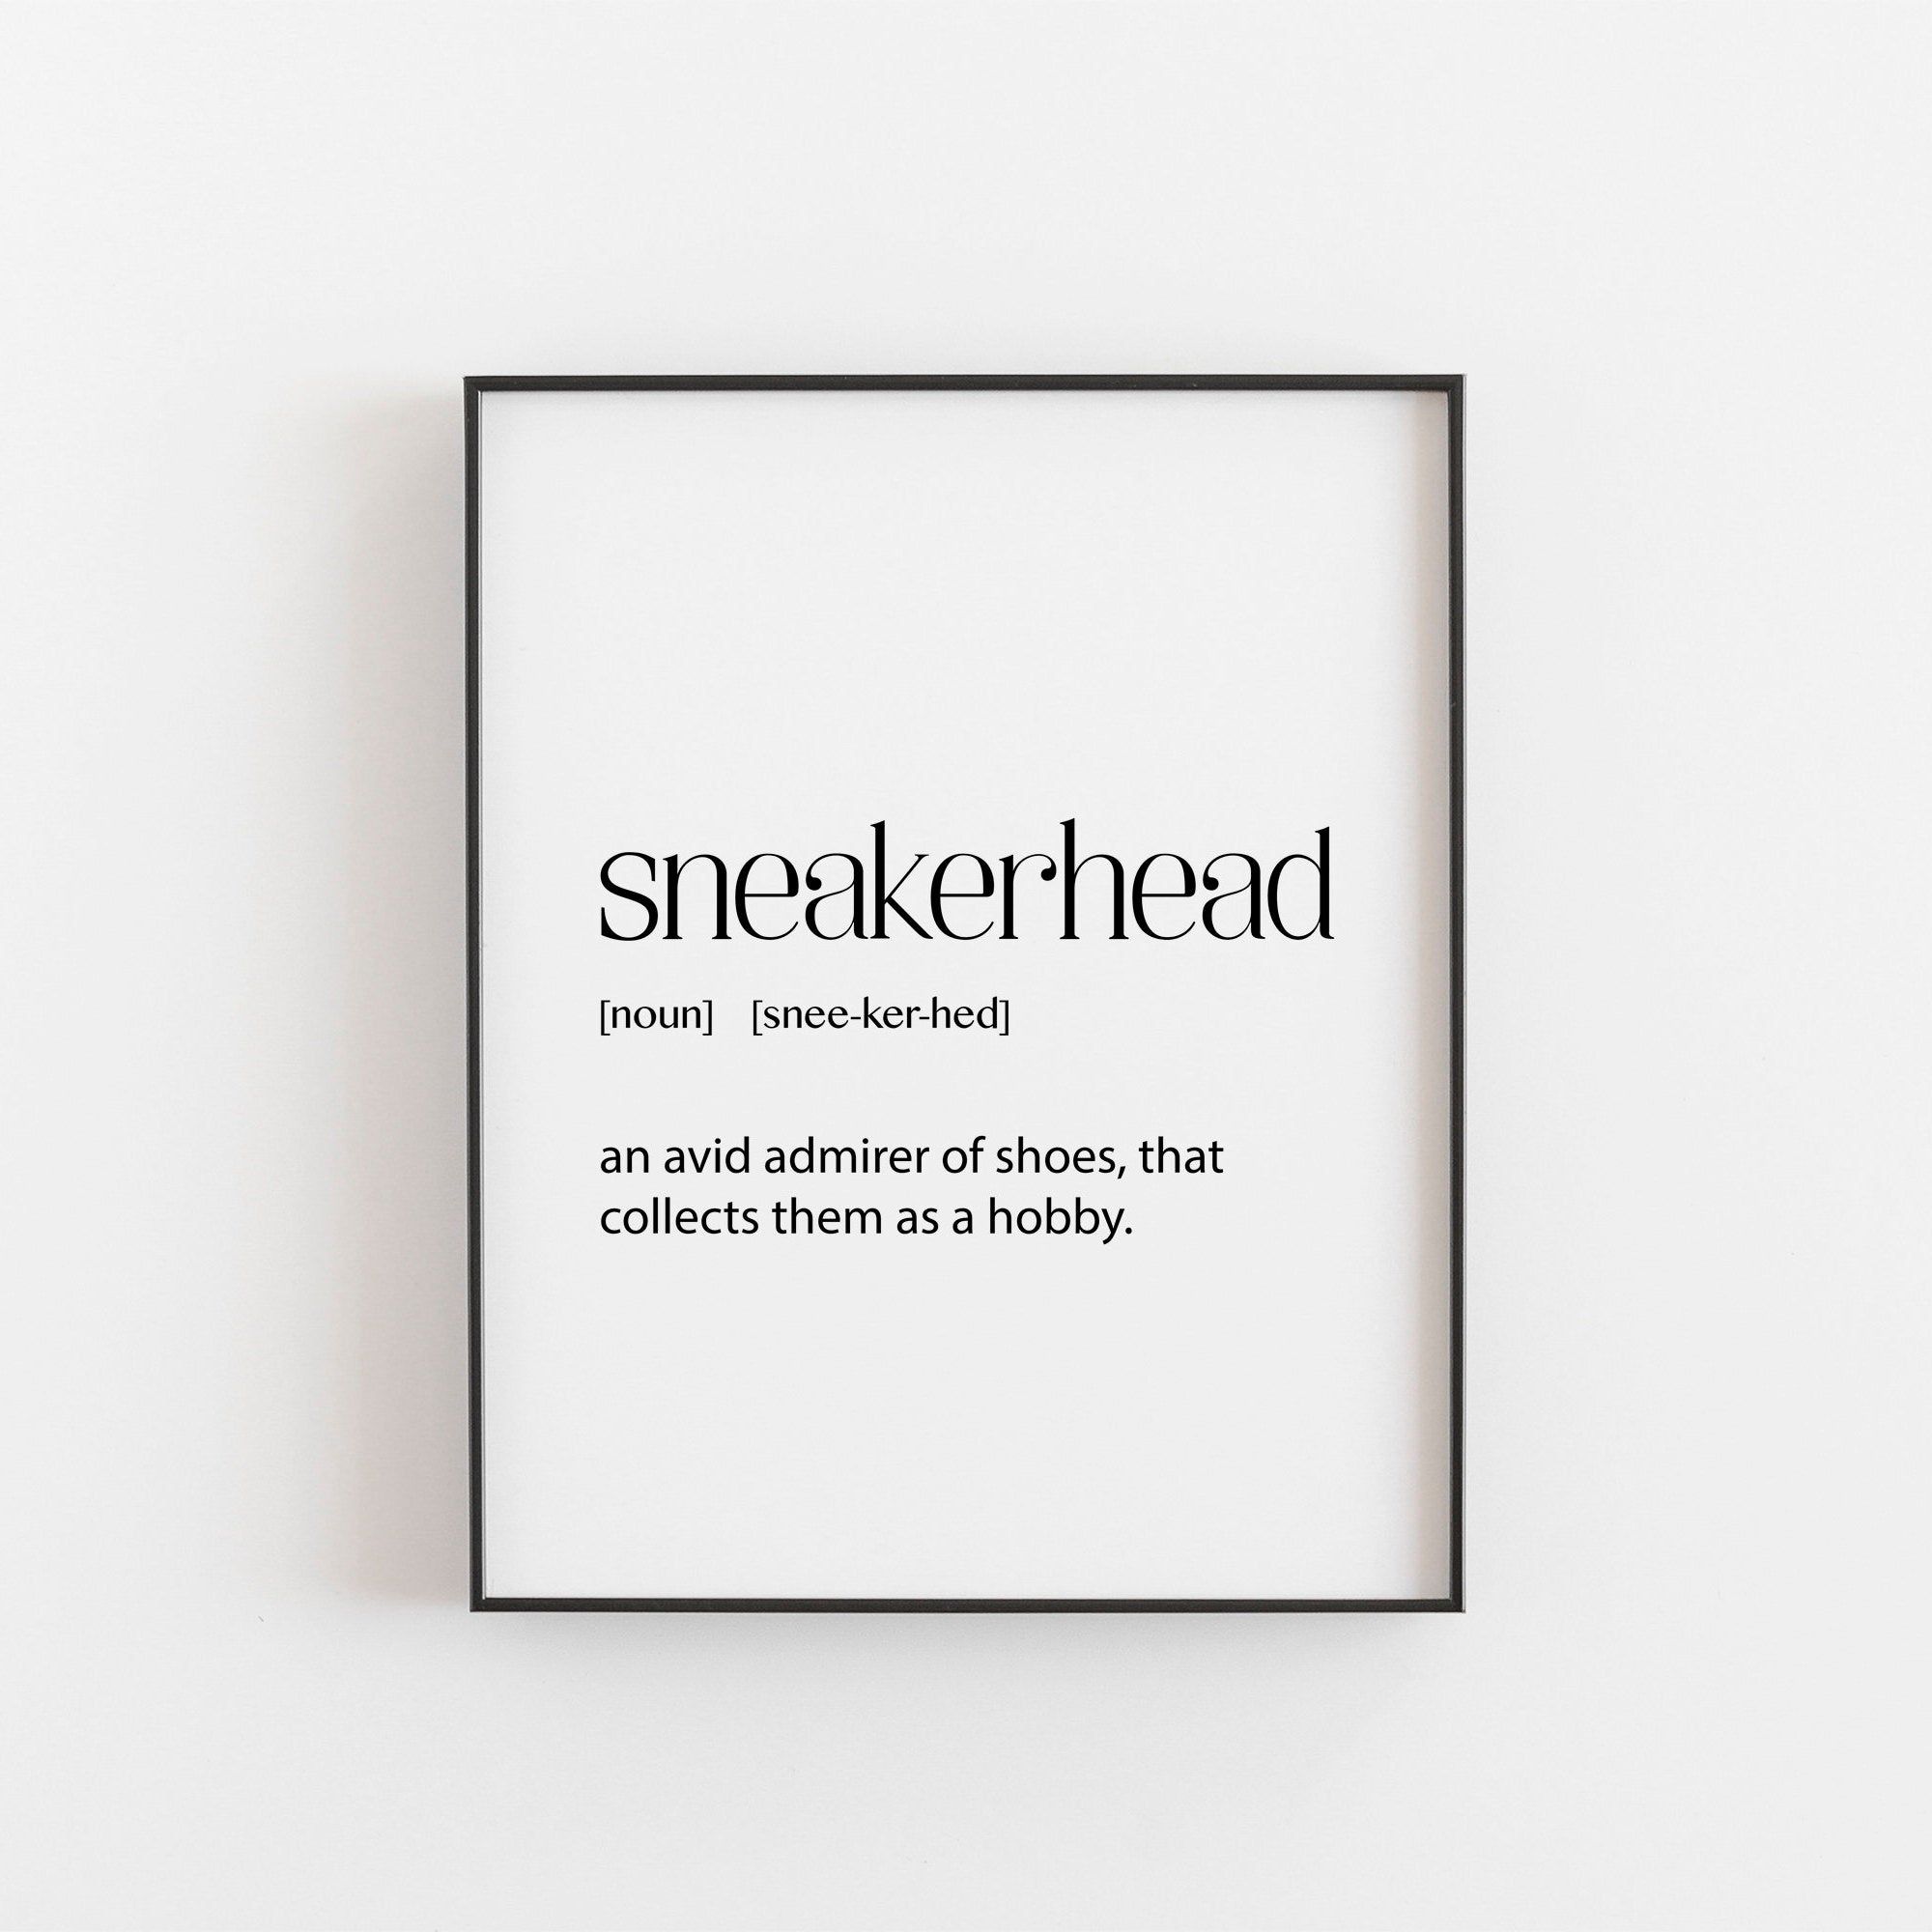 sneakerhead
[noun] [snee-ker-hed]
an avid admirer of shoes, that
collects them as a hobby.